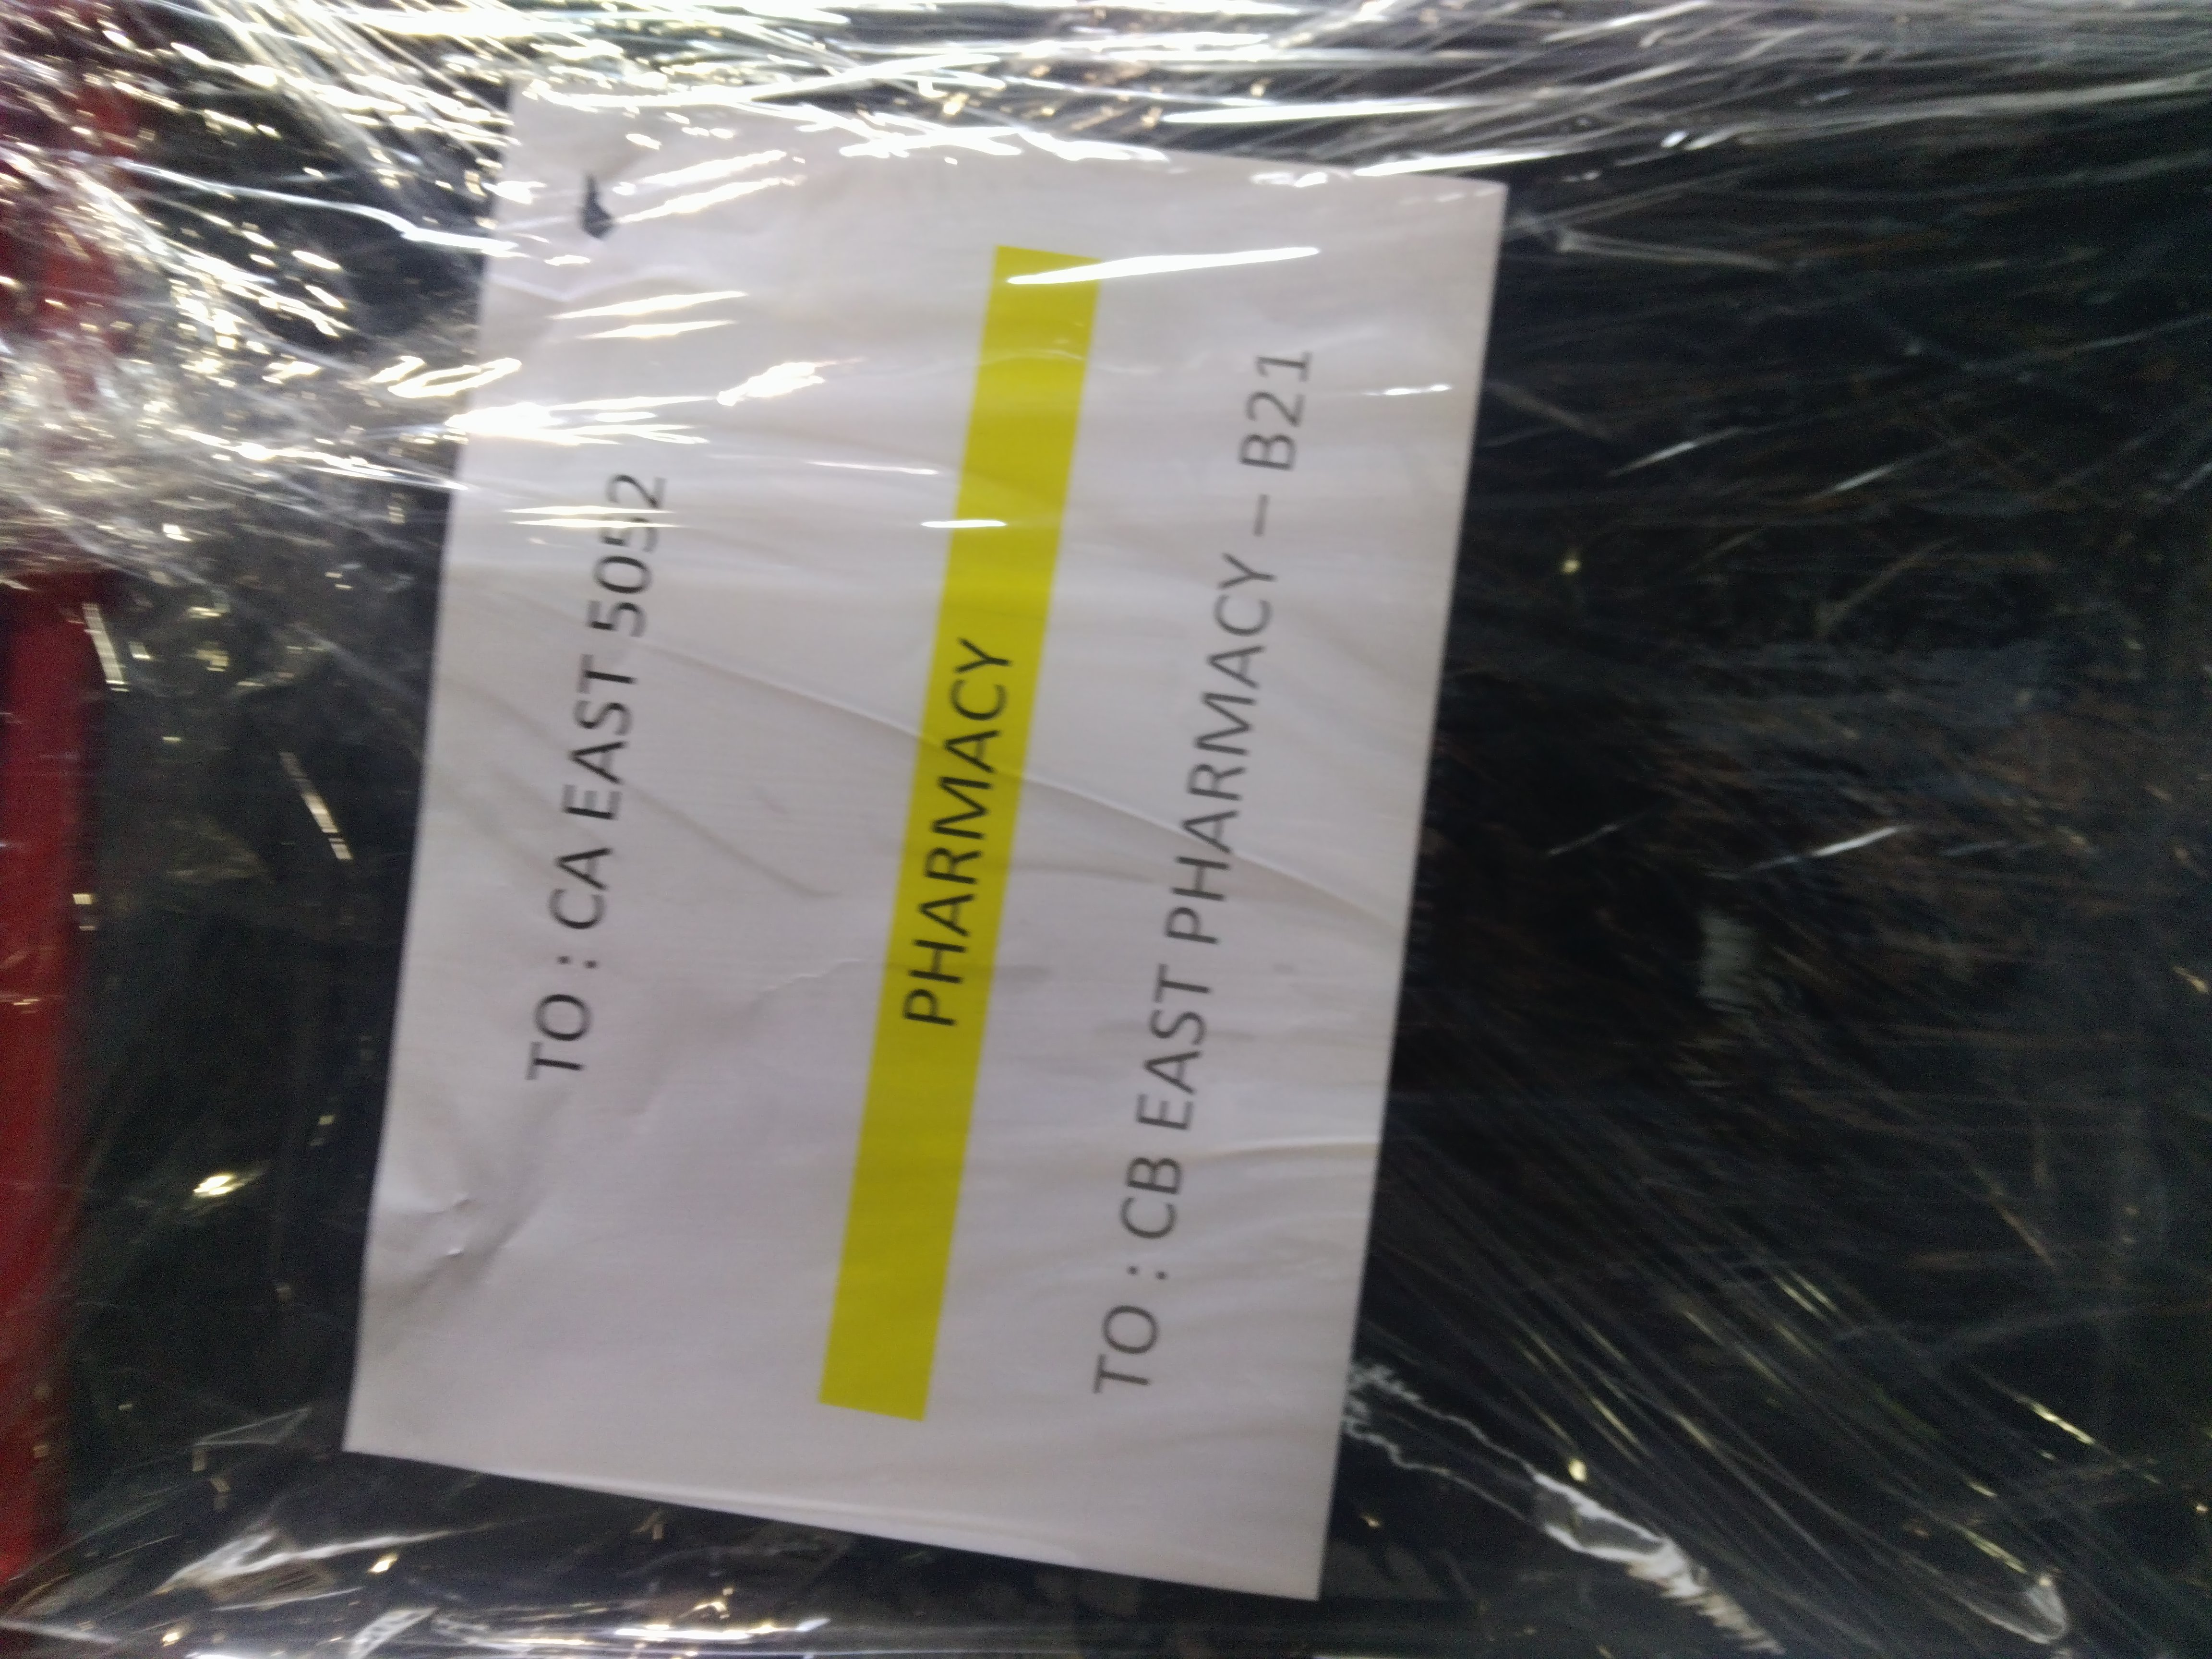 TO : CA EAST 5052
PHARMACY
TO : CB EAST PHARMACY – B21